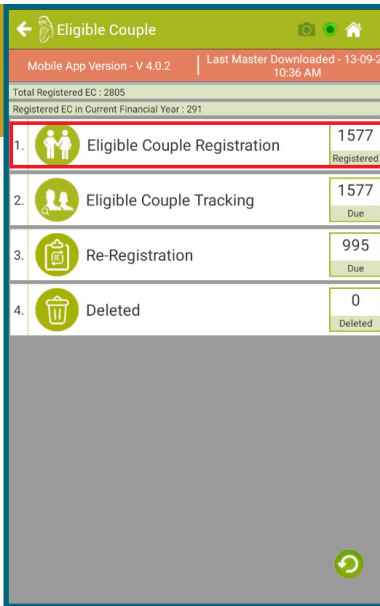 Eligible Couple
Mobile App Version - V 4.0.2
Last Master Downloaded - 13-09-2
10:36 AM
Total Registered EC : 2805
Registered EC in Current Financial Year : 291
1. Eligible Couple Registration 1577
Registered
2. Eligible Couple Tracking 1577
Due
3. Re-Registration 995
Due
4. Deleted 0
Deleted